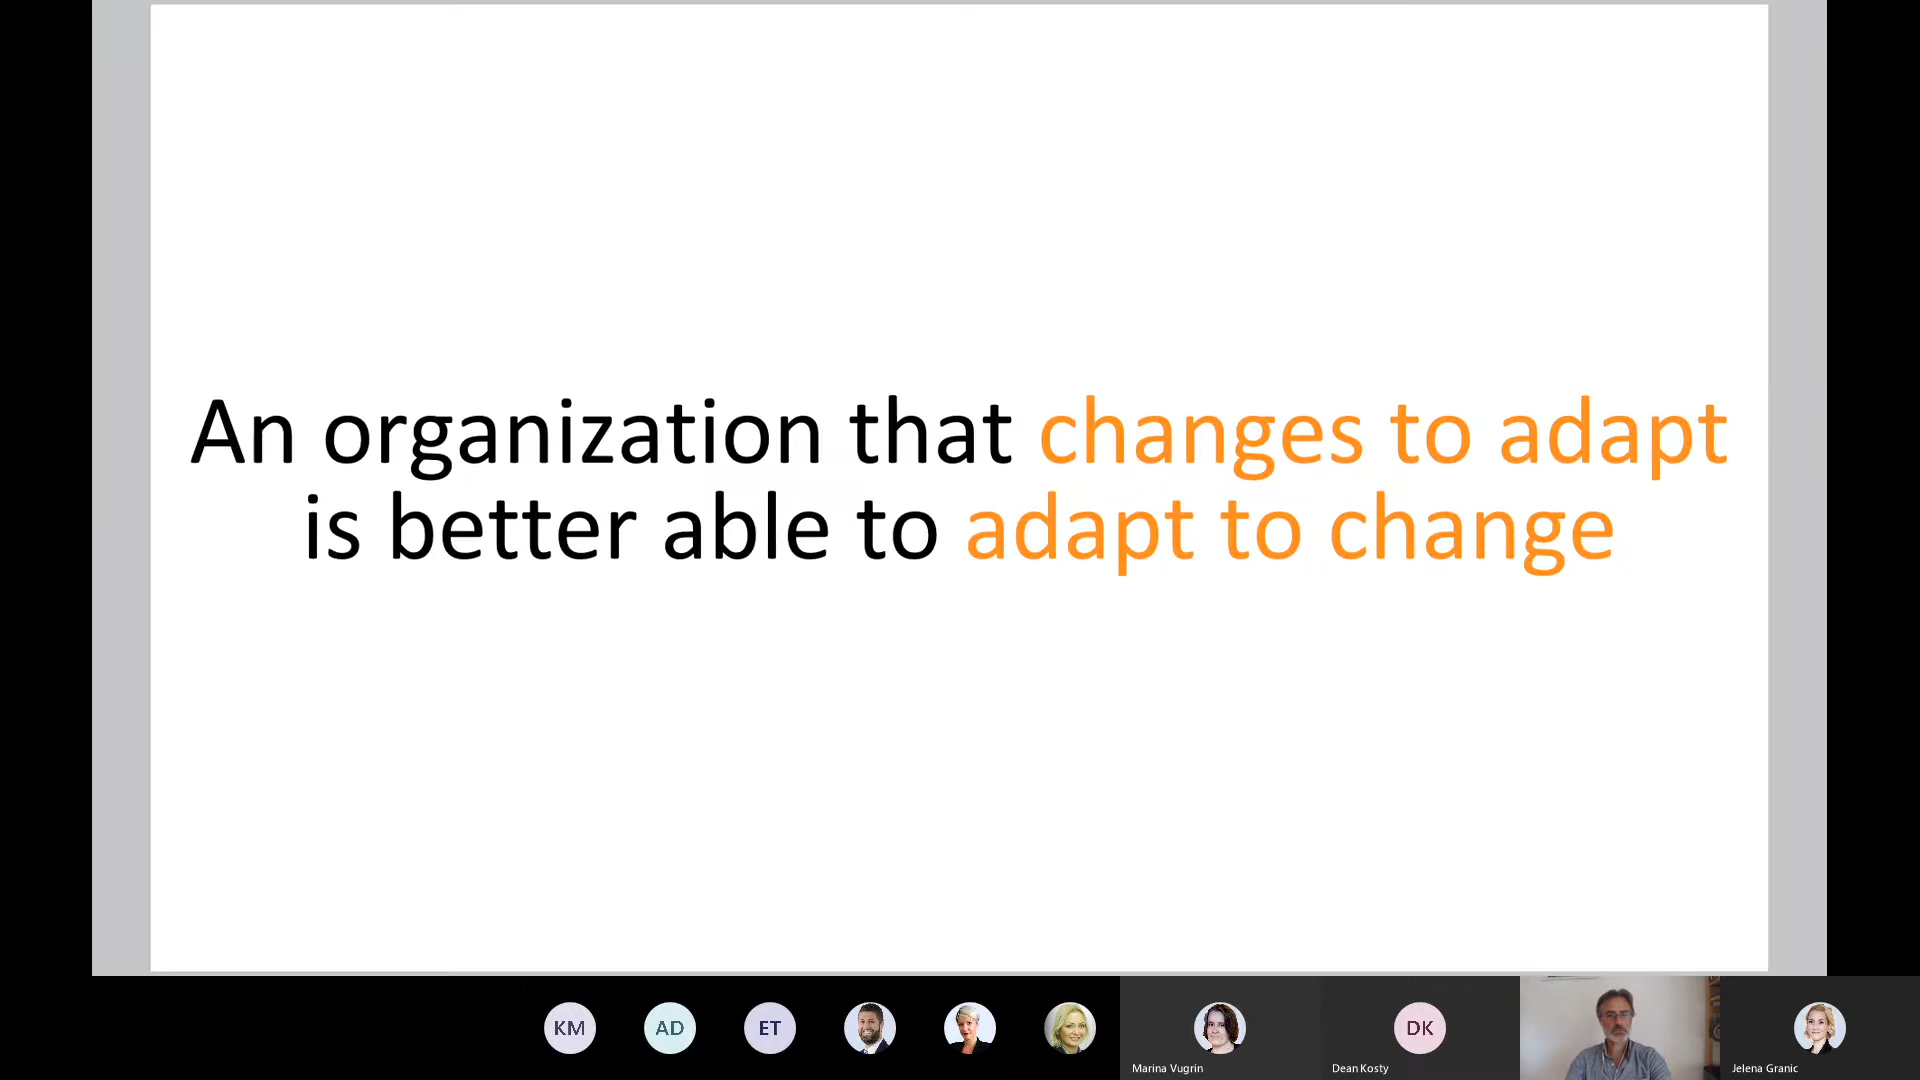 An organization that changes to adapt
is better able to adapt to change
KM
AD
ET
DK
Marina Vugrin
Dean Kosty
Jelena Granic